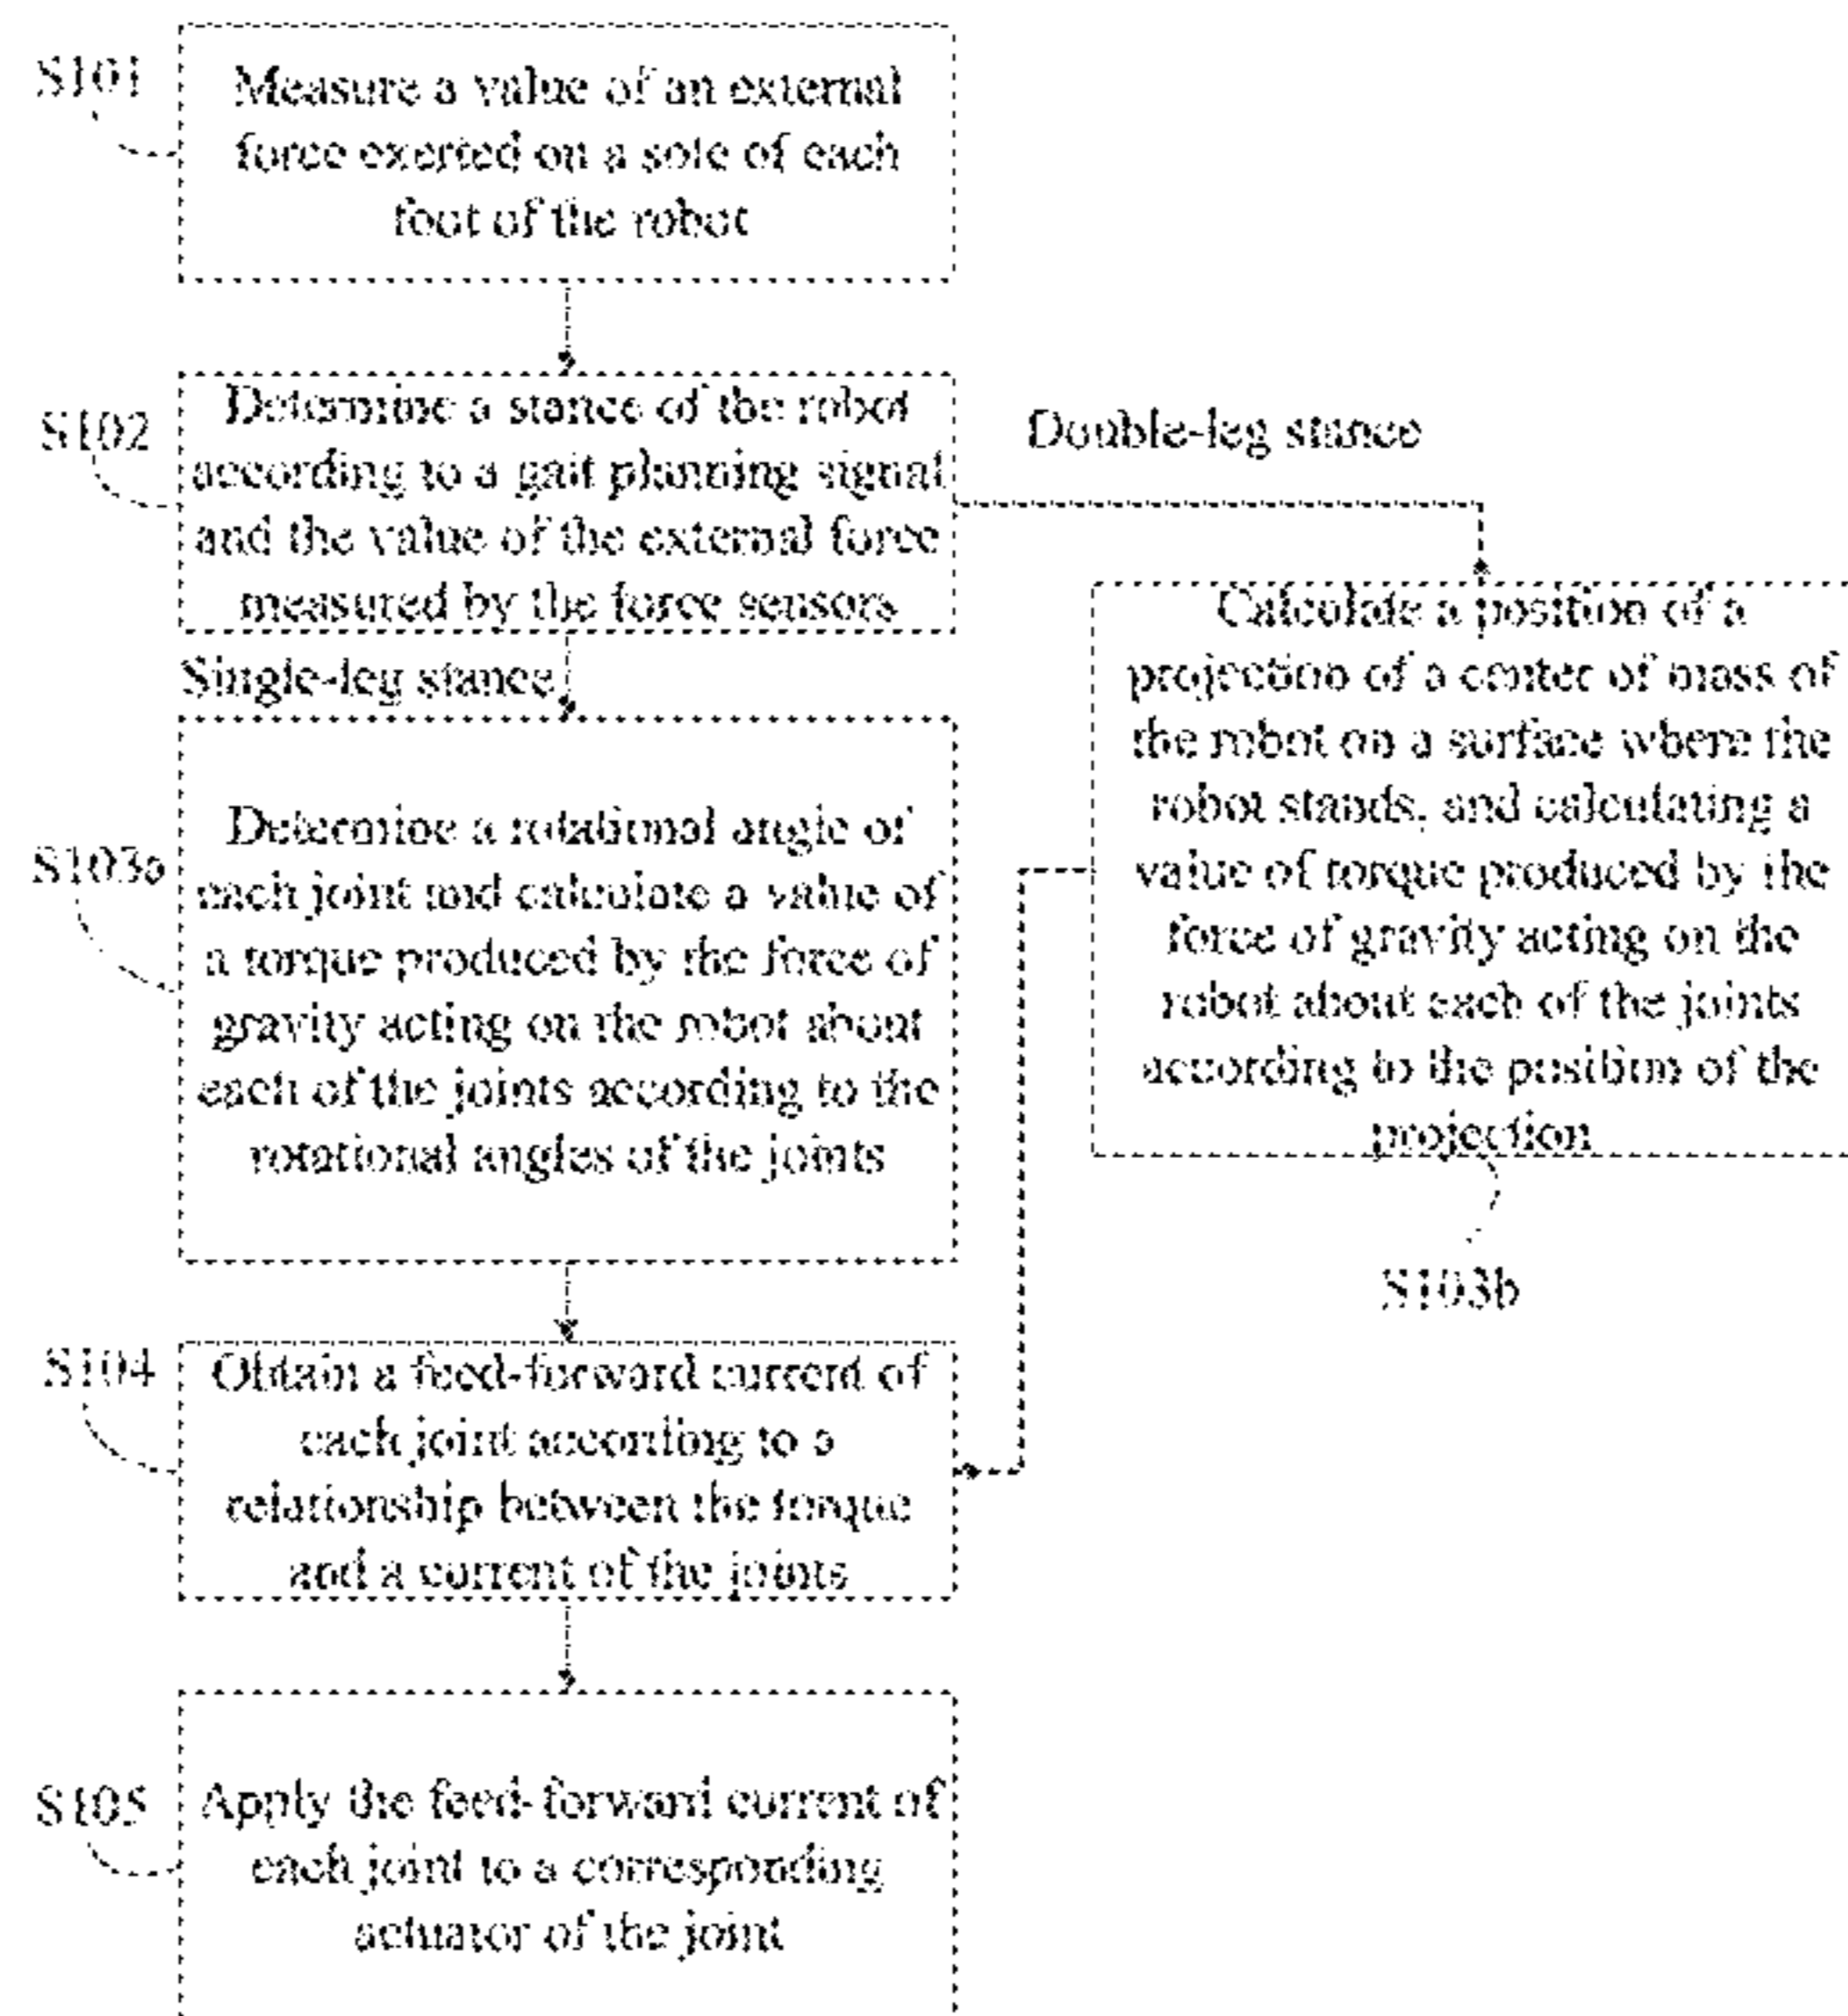 S101
Measure a value of an external
force exerted on a sole of each
foot of the robot
S102
Determine a stance of the robot
according to a gait planning signal
and the value of the external force
measured by the force sensors
Double-leg stance
Single-leg stance
Calculate a position of a
projection of a center of mass of
the robot on a surface where the
robot stands, and calculating a
value of torque produced by the
force of gravity acting on the
robot about each of the joints
according to the position of the
projection
S103b
S103a
Determine a rotational angle of
each joint and calculate a value of
a torque produced by the force of
gravity acting on the robot about
each of the joints according to the
rotational angles of the joints
S104
Obtain a feed-forward current of
each joint according to a
relationship between the torque
and a current of the joints
S105
Apply the feed-forward current of
each joint to a corresponding
actuator of the joint